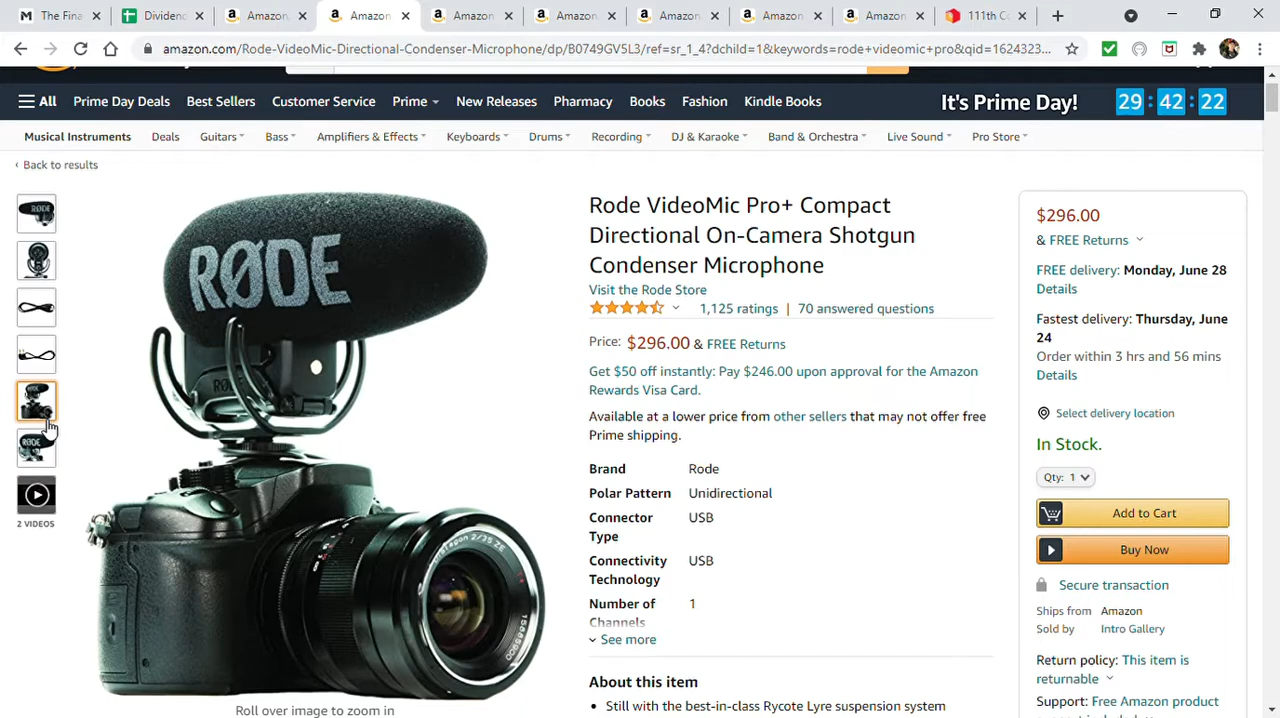 The Fina
Dividend
Amazon.
Amazon
Amazon
Amazon.
Amazon.
Amazon
Amazon
111th Co
amazon.com/Rode-VideoMic-Directional-Condenser-Microphone/dp/B0749GV5L3/ref=sr_1_4?dchild=1&keywords=rode+videomic+pro&qid=1624323...
All Prime Day Deals Best Sellers Customer Service Prime New Releases Pharmacy Books Fashion Kindle Books It's Prime Day! 29 : 42 : 22
Musical Instruments Deals Guitars Bass Amplifiers & Effects Keyboards Drums Recording DJ & Karaoke Band & Orchestra Live Sound Pro Store
‹ Back to results
RØDE
2 VIDEOS
Roll over image to zoom in
Rode VideoMic Pro+ Compact
Directional On-Camera Shotgun
Condenser Microphone
Visit the Rode Store
1,125 ratings | 70 answered questions
Price: $296.00 & FREE Returns
Get $50 off instantly: Pay $246.00 upon approval for the Amazon
Rewards Visa Card.
Available at a lower price from other sellers that may not offer free
Prime shipping.
Brand Rode
Polar Pattern Unidirectional
Connector USB
Type
Connectivity USB
Technology
Number of 1
Channels
See more
About this item
• Still with the best-in-class Rycote Lyre suspension system
$296.00
& FREE Returns
FREE delivery: Monday, June 28
Details
Fastest delivery: Thursday, June
24
Order within 3 hrs and 56 mins
Details
Select delivery location
In Stock.
Qty: 1
Add to Cart
Buy Now
Secure transaction
Ships from Amazon
Sold by Intro Gallery
Return policy: This item is
returnable
Support: Free Amazon product